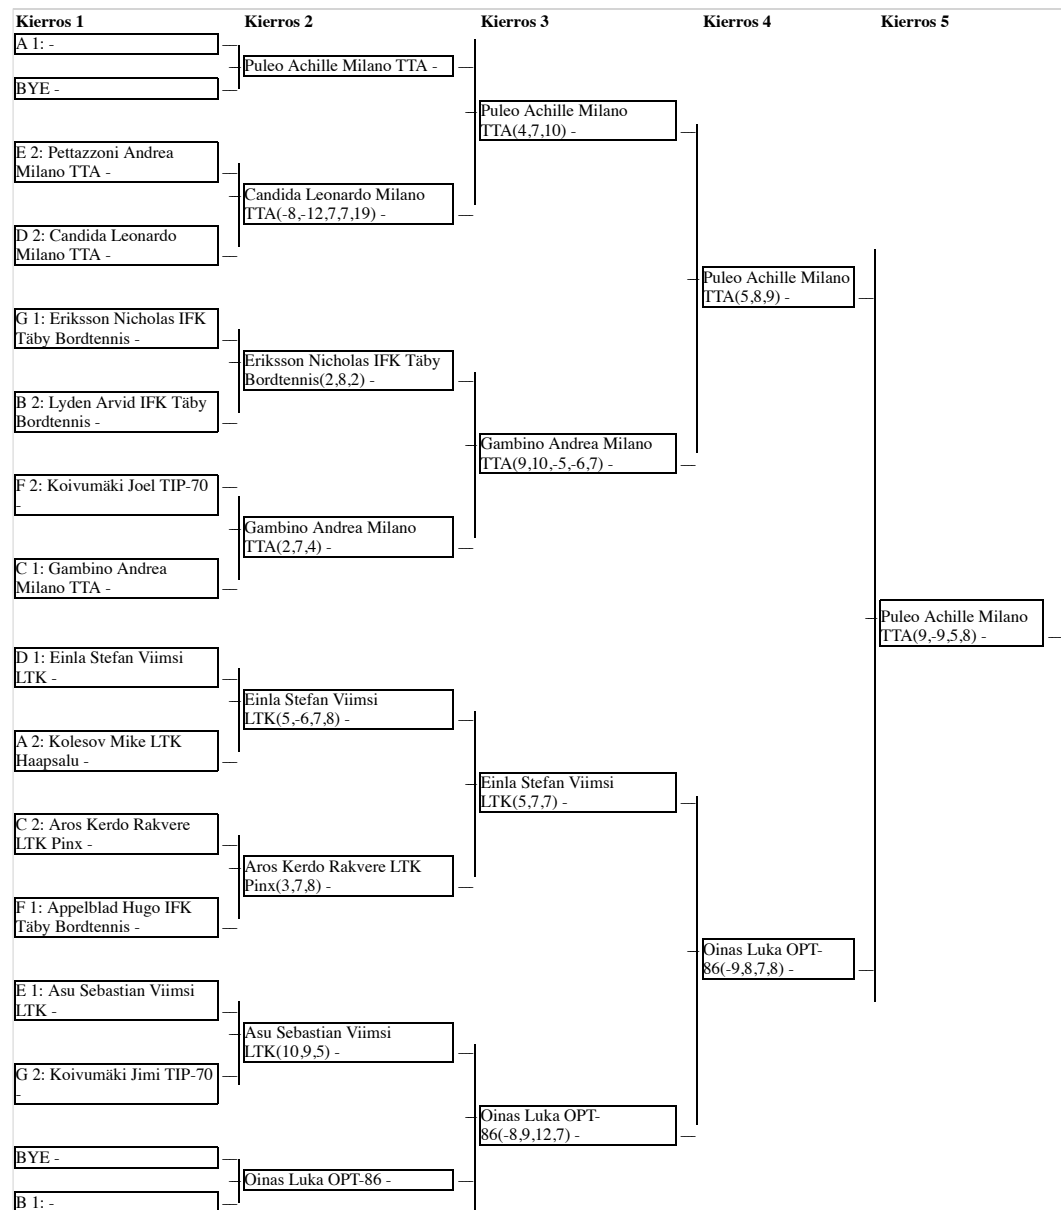 Kierros 1
Kierros 2
Kierros 3
Kierros 4
Kierros 5
A 1: -
BYE -
E 2: Pettazzoni Andrea
Milano TTA -
D 2: Candida Leonardo
Milano TTA -
G 1: Eriksson Nicholas IFK
Täby Bordtennis -
B 2: Lyden Arvid IFK Täby
Bordtennis -
F 2: Koivumäki Joel TIP-70
-
C 1: Gambino Andrea
Milano TTA -
D 1: Einla Stefan Viimsi
LTK -
A 2: Kolesov Mike LTK
Haapsalu -
C 2: Aros Kerdo Rakvere
LTK Pinx -
F 1: Appelblad Hugo IFK
Täby Bordtennis -
E 1: Asu Sebastian Viimsi
LTK -
G 2: Koivumäki Jimi TIP-70
-
BYE -
B 1: -
Puleo Achille Milano TTA -
Candida Leonardo Milano
TTA(-8,-12,7,7,19) -
Eriksson Nicholas IFK Täby
Bordtennis(2,8,2) -
Gambino Andrea Milano
TTA(2,7,4) -
Einla Stefan Viimsi
LTK(5,-6,7,8) -
Aros Kerdo Rakvere LTK
Pinx(3,7,8) -
Asu Sebastian Viimsi
LTK(10,9,5) -
Oinas Luka OPT-86 -
Puleo Achille Milano
TTA(4,7,10) -
Gambino Andrea Milano
TTA(9,10,-5,-6,7) -
Einla Stefan Viimsi
LTK(5,7,7) -
Oinas Luka OPT-
86(-8,9,12,7) -
Puleo Achille Milano
TTA(5,8,9) -
Oinas Luka OPT-
86(-9,8,7,8) -
Puleo Achille Milano
TTA(9,-9,5,8) -